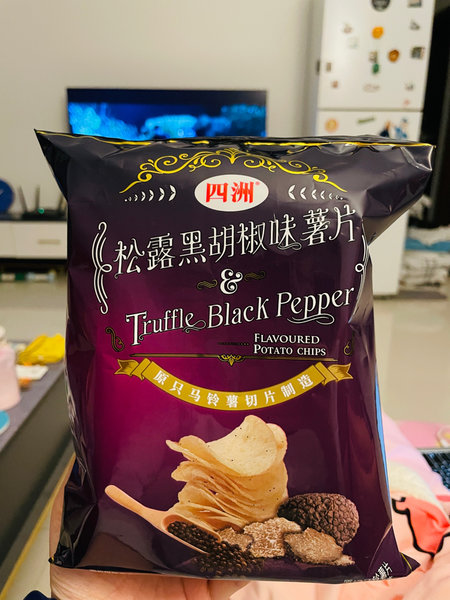 四洲®
松露黑胡椒味薯片
&
Truffle Black Pepper
FLAVOURED
POTATO CHIPS
原只马铃薯切片制造